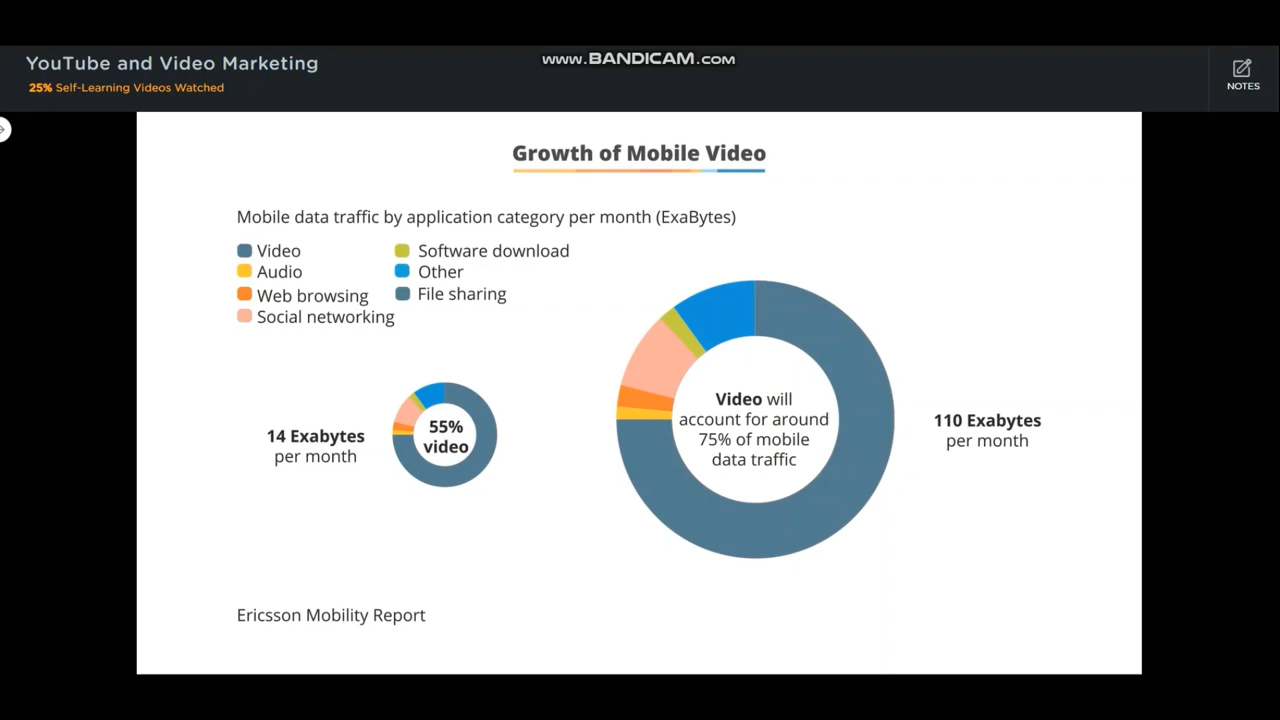 YouTube and Video Marketing
25% Self-Learning Videos Watched
www.BANDICAM.com
NOTES
Growth of Mobile Video
Mobile data traffic by application category per month (ExaBytes)
Video
Audio
Web browsing
Social networking
Software download
Other
File sharing
14 Exabytes
per month
55%
video
Video will
account for around
75% of mobile
data traffic
110 Exabytes
per month
Ericsson Mobility Report